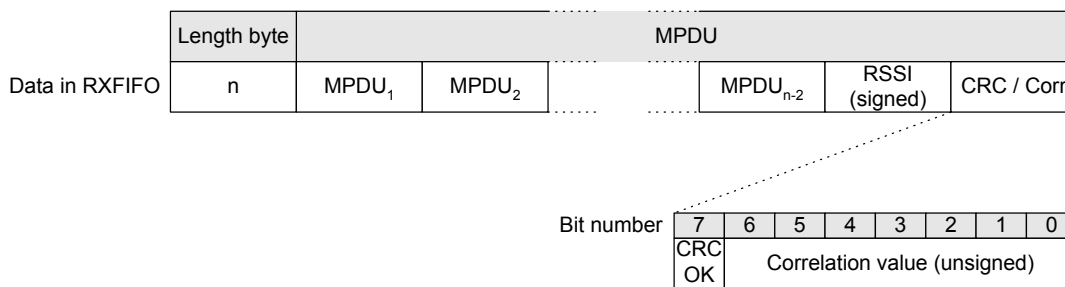 Length byte MPDU
Data in RXFIFO n MPDU1 MPDU2 MPDUn-2 RSSI (signed) CRC / Corr
Bit number 7 6 5 4 3 2 1 0
CRC OK Correlation value (unsigned)